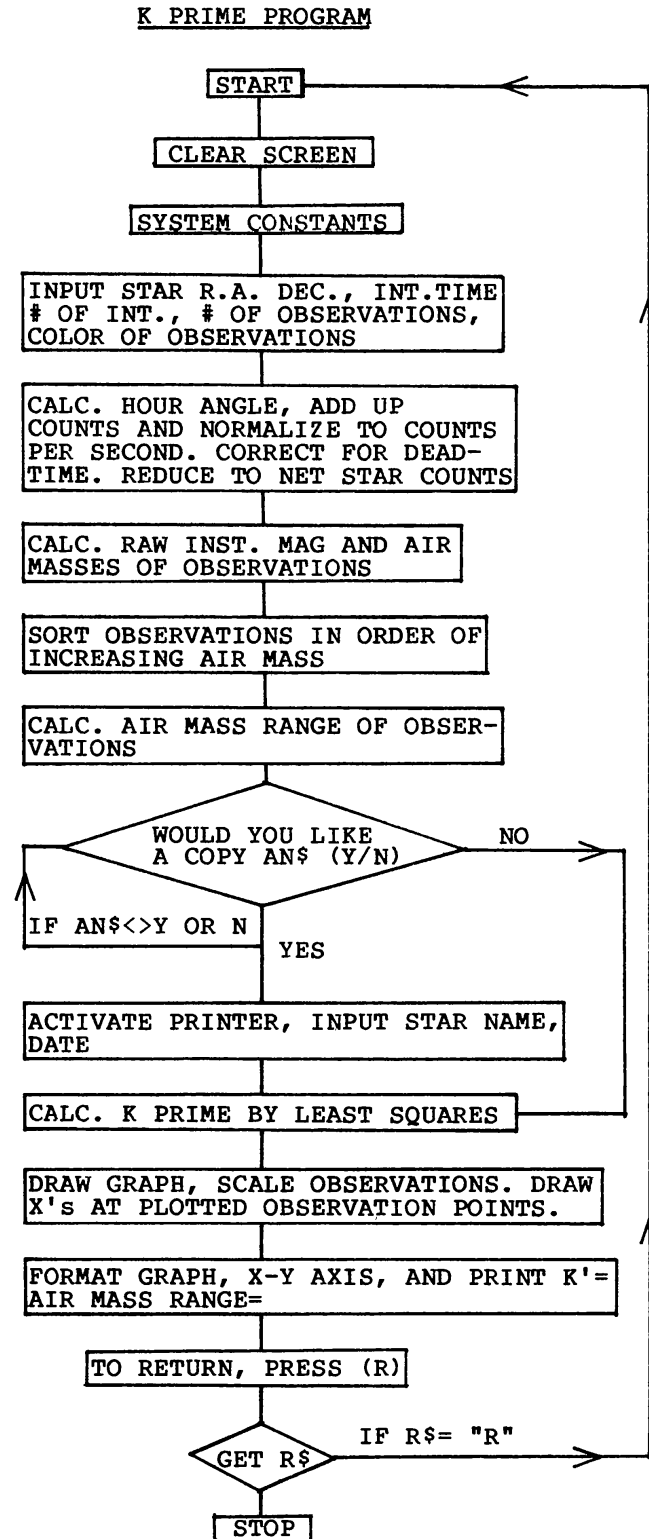 K PRIME PROGRAM
START
CLEAR SCREEN
SYSTEM CONSTANTS
INPUT STAR R.A. DEC., INT.TIME
# OF INT., # OF OBSERVATIONS,
COLOR OF OBSERVATIONS
CALC. HOUR ANGLE, ADD UP
COUNTS AND NORMALIZE TO COUNTS
PER SECOND. CORRECT FOR DEAD-
TIME. REDUCE TO NET STAR COUNTS
CALC. RAW INST. MAG AND AIR
MASSES OF OBSERVATIONS
SORT OBSERVATIONS IN ORDER OF
INCREASING AIR MASS
CALC. AIR MASS RANGE OF OBSER-
VATIONS
WOULD YOU LIKE
A COPY AN$ (Y/N)
NO
IF AN$<>Y OR N
YES
ACTIVATE PRINTER, INPUT STAR NAME,
DATE
CALC. K PRIME BY LEAST SQUARES
DRAW GRAPH, SCALE OBSERVATIONS. DRAW
X's AT PLOTTED OBSERVATION POINTS.
FORMAT GRAPH, X-Y AXIS, AND PRINT K'=
AIR MASS RANGE=
TO RETURN, PRESS (R)
GET R$
IF R$= "R"
STOP